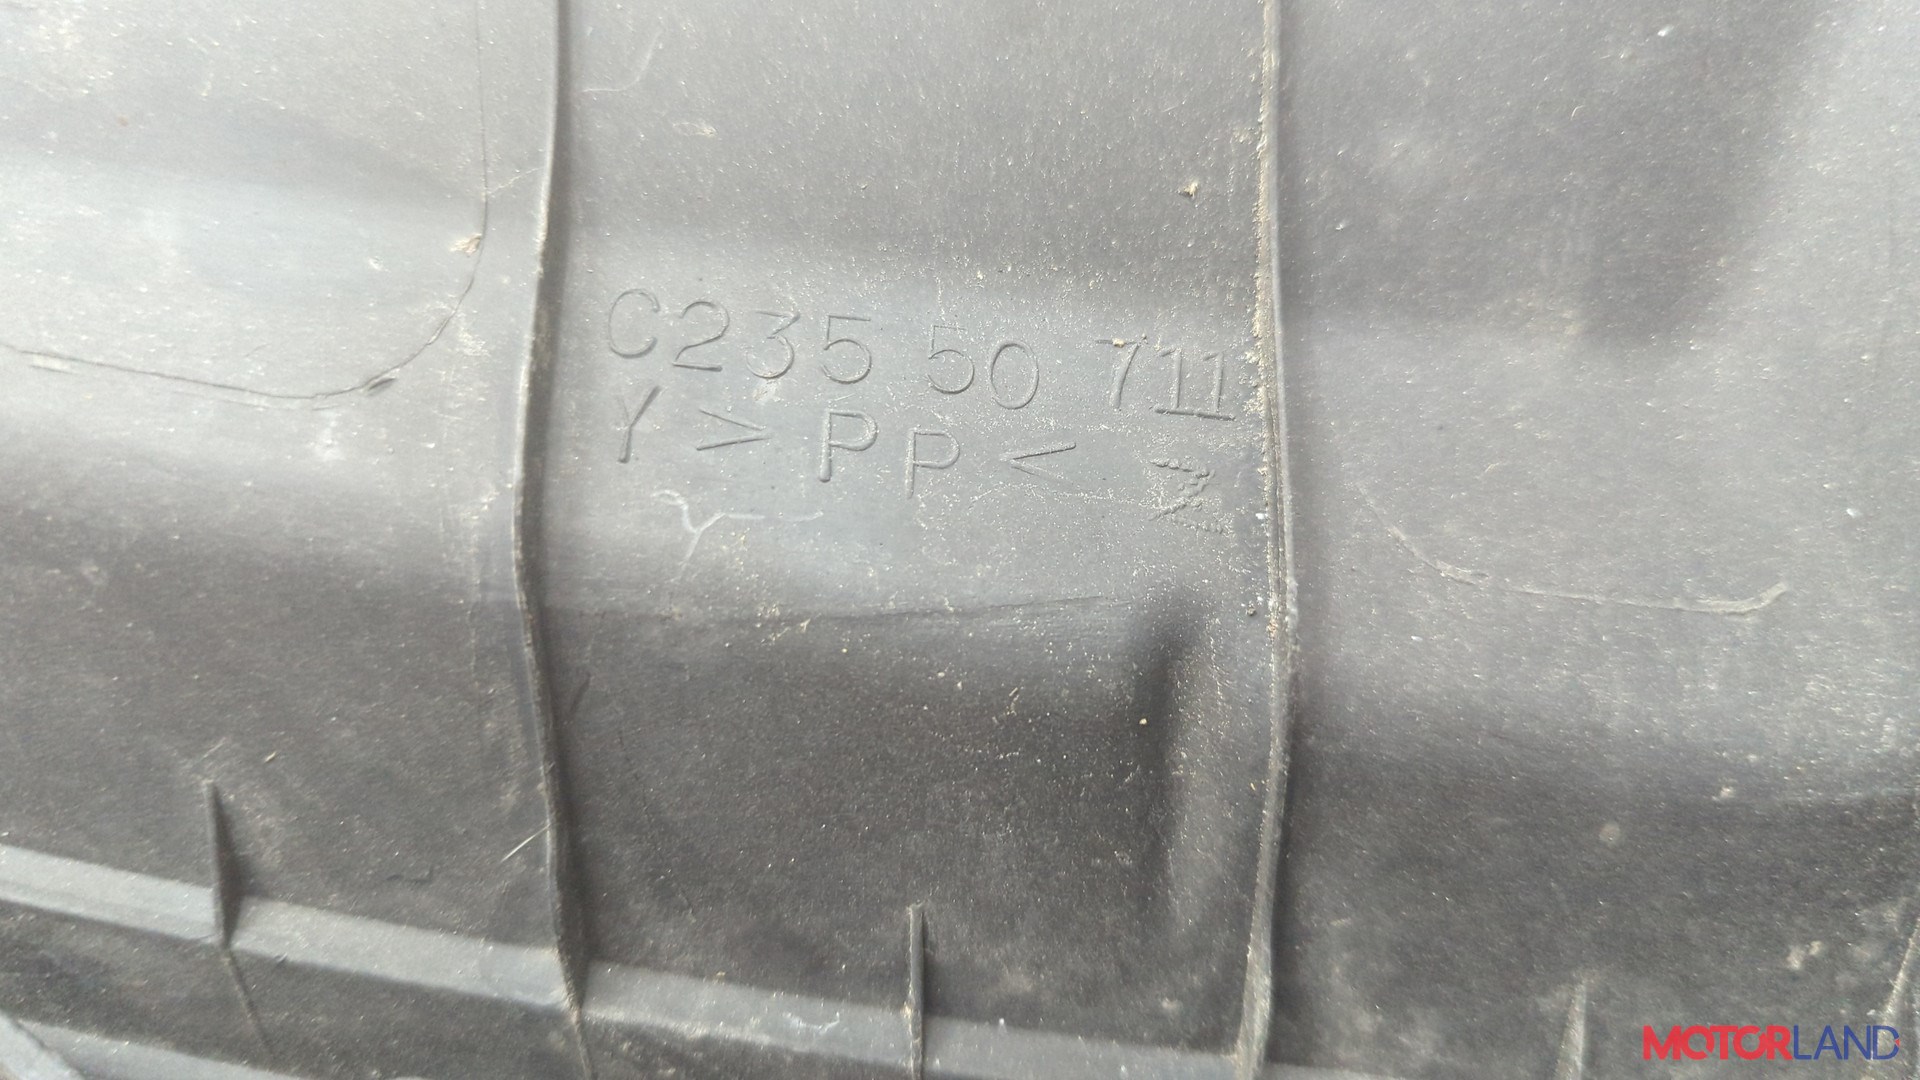 C235 50 711
Y >PP< Z
MOTORLAND